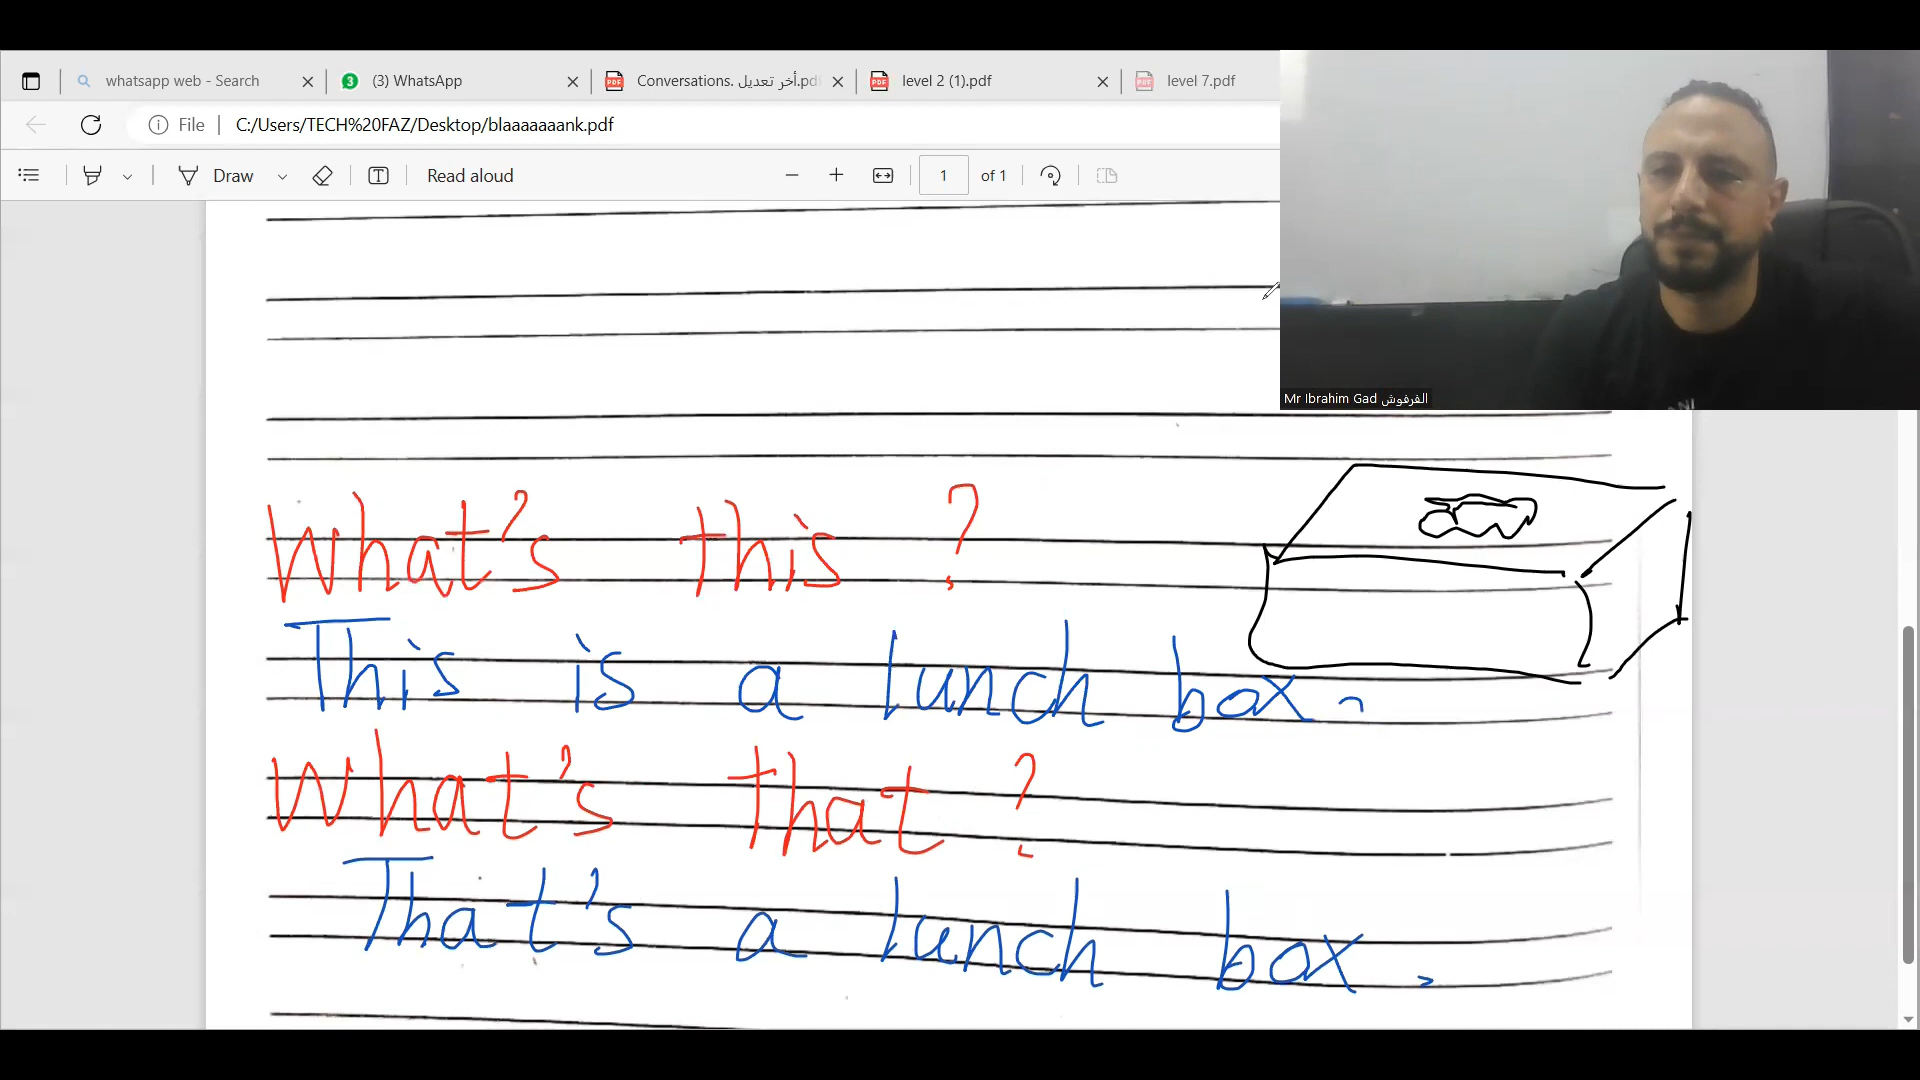 whatsapp web - Search
(3) WhatsApp
Conversations. أخر تعديل.pdf
level 2 (1).pdf
level 7.pdf
File
C:/Users/TECH%20FAZ/Desktop/blaaaaaaank.pdf
Draw
Read aloud
1 of 1
Mr Ibrahim Gad الفرفوش
What's this ?
This is a lunch box .
What's that ?
That's a lunch box .